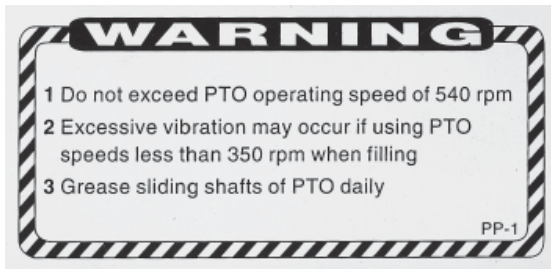 WARNING
1 Do not exceed PTO operating speed of 540 rpm
2 Excessive vibration may occur if using PTO
speeds less than 350 rpm when filling
3 Grease sliding shafts of PTO daily
PP-1